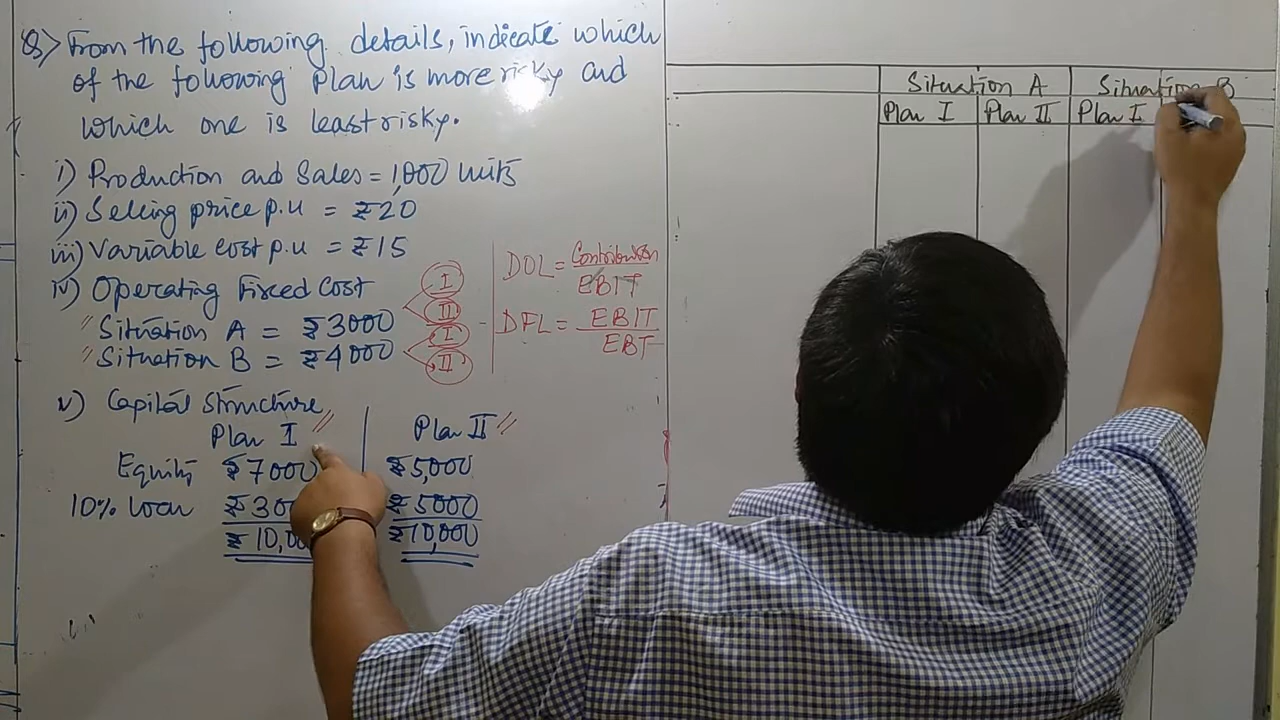 Q> From the following details, indicate which
of the following Plan is more risky and
which one is least risky.
i) Production and Sales = 1,000 units
ii) Selling price p.u = ₹20
iii) Variable cost p.u = ₹15
iv) Operating Fixed Cost
" Situation A = ₹3000
" Situation B = ₹4000
I
II
I
II
DOL = Contribution
EBIT
DFL = EBIT
EBT
v) Capital Structure
Plan I // Plan II //
Equity ₹7000 ₹5,000
10% Loan ₹5000
₹10,000
Situation A Situation B
Plan I Plan II Plan I